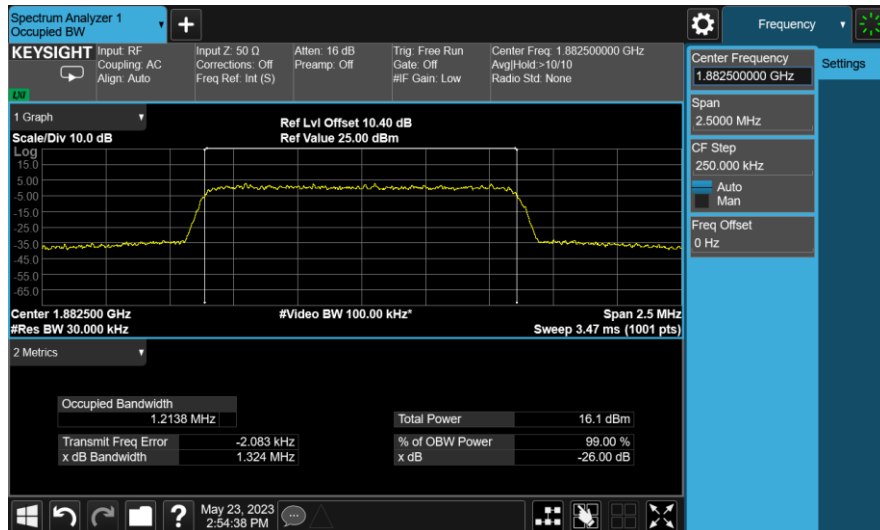 Spectrum Analyzer 1
Occupied BW
Frequency
KEYSIGHT
Input: RF
Coupling: AC
Align: Auto
Input Z: 50 Ω
Corrections: Off
Freq Ref: Int (S)
Atten: 16 dB
Preamp: Off
Trig: Free Run
Gate: Off
#IF Gain: Low
Center Freq: 1.882500000 GHz
Avg|Hold:>10/10
Radio Std: None
LXI
Center Frequency
1.882500000 GHz
Settings
Span
2.5000 MHz
CF Step
250.000 kHz
Auto
Man
Freq Offset
0 Hz
1 Graph
Scale/Div 10.0 dB
Ref Lvl Offset 10.40 dB
Ref Value 25.00 dBm
Log
15.0
5.00
-5.00
-15.0
-25.0
-35.0
-45.0
-55.0
-65.0
Center 1.882500 GHz
#Video BW 100.00 kHz*
Span 2.5 MHz
#Res BW 30.000 kHz
Sweep 3.47 ms (1001 pts)
2 Metrics
Occupied Bandwidth
1.2138 MHz
Total Power 16.1 dBm
Transmit Freq Error -2.083 kHz
% of OBW Power 99.00 %
x dB Bandwidth 1.324 MHz
x dB -26.00 dB
?
May 23, 2023
2:54:38 PM